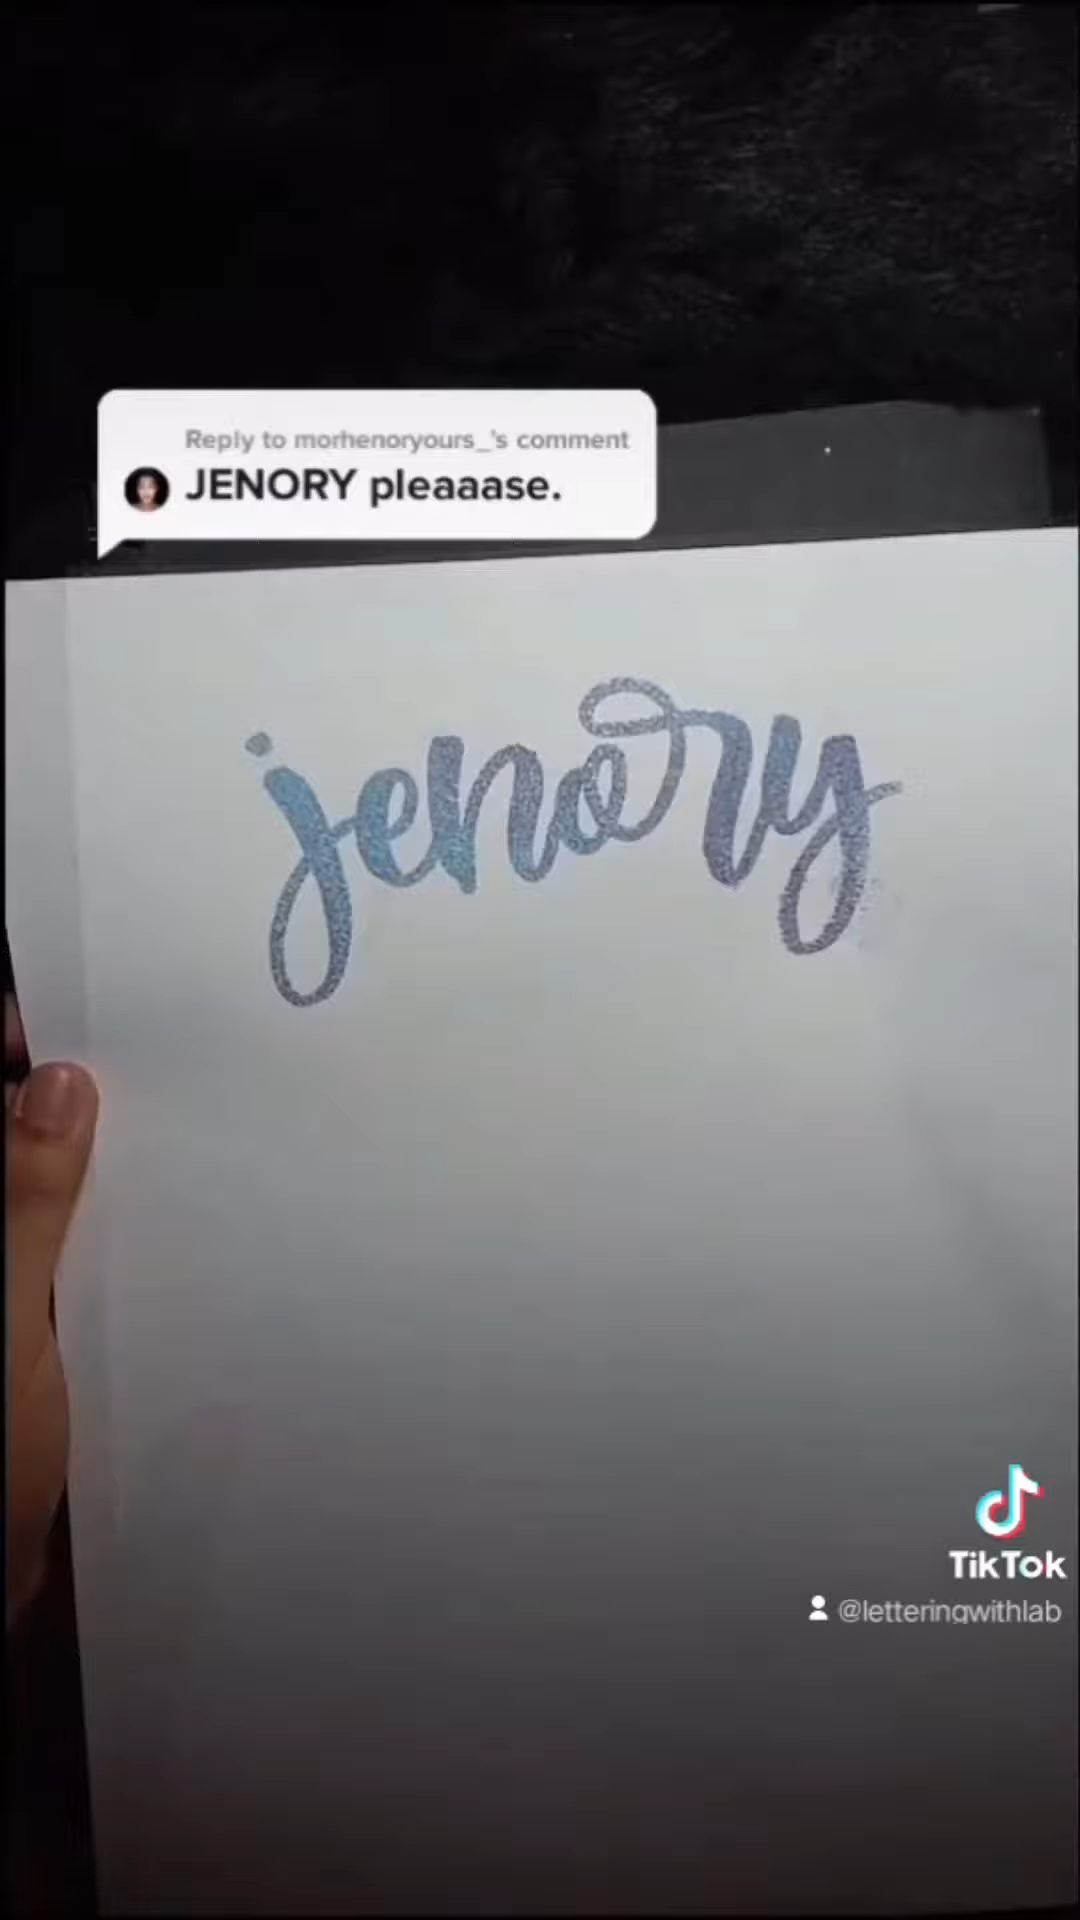 Reply to morhenoryours_'s comment
JENORY pleaaase.
jenory
TikTok
@letteringwithlab